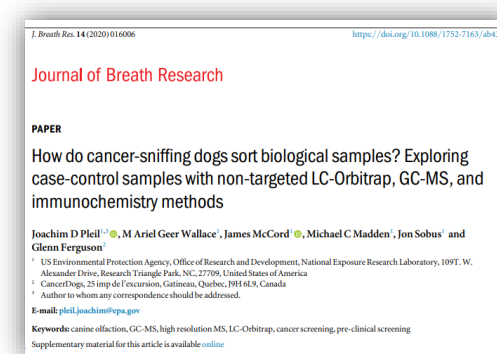 J. Breath Res. 14 (2020) 016006 https://doi.org/10.1088/1752-7163/ab43
Journal of Breath Research
PAPER
How do cancer-sniffing dogs sort biological samples? Exploring
case-control samples with non-targeted LC-Orbitrap, GC-MS, and
immunochemistry methods
Joachim D Pleil1,3, M Ariel Geer Wallace1, James McCord1, Michael C Madden1, Jon Sobus1 and
Glenn Ferguson2
1 US Environmental Protection Agency, Office of Research and Development, National Exposure Research Laboratory, 109T. W.
Alexander Drive, Research Triangle Park, NC, 27709, United States of America
2 CancerDogs, 25 imp de l'excursion, Gatineau, Quebec, J9H 6L9, Canada
3 Author to whom any correspondence should be addressed.
E-mail: pleil.joachim@epa.gov
Keywords: canine olfaction, GC-MS, high resolution MS, LC-Orbitrap, cancer screening, pre-clinical screening
Supplementary material for this article is available online